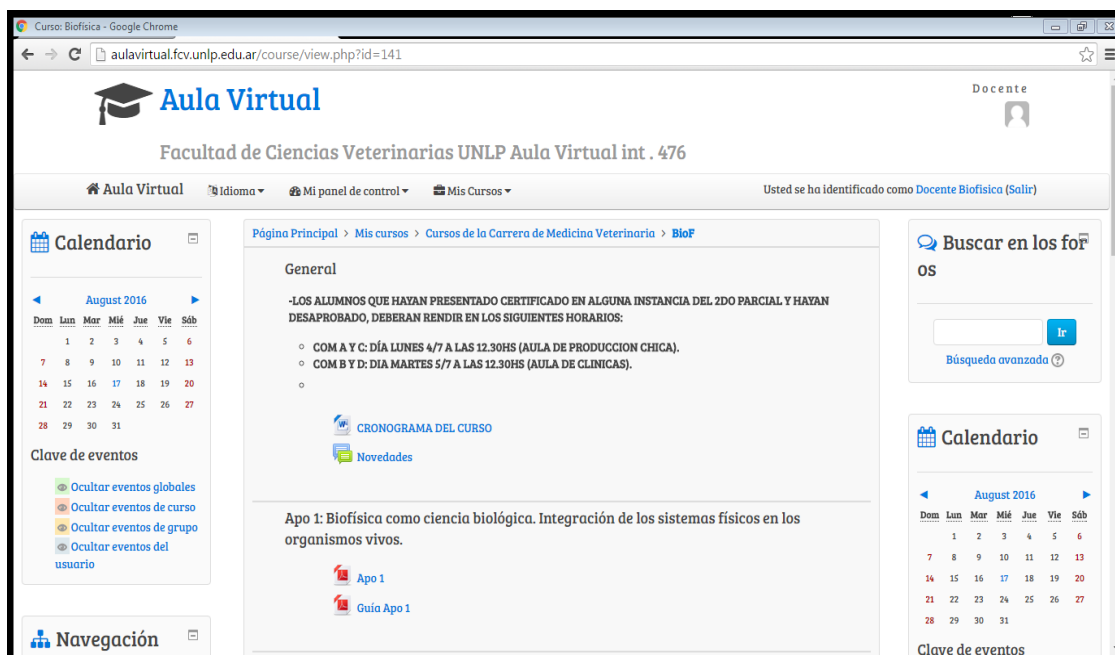 Curso: Biofísica - Google Chrome
aulavirtual.fcv.unlp.edu.ar/course/view.php?id=141
Aula Virtual
Docente
Facultad de Ciencias Veterinarias UNLP Aula Virtual int . 476
Aula Virtual
Idioma
Mi panel de control
Mis Cursos
Usted se ha identificado como Docente Biofisica (Salir)
Calendario
August 2016
Dom Lun Mar Mié Jue Vie Sáb
1 2 3 4 5 6
7 8 9 10 11 12 13
14 15 16 17 18 19 20
21 22 23 24 25 26 27
28 29 30 31
Clave de eventos
Ocultar eventos globales
Ocultar eventos de curso
Ocultar eventos de grupo
Ocultar eventos del
usuario
Navegación
Página Principal > Mis cursos > Cursos de la Carrera de Medicina Veterinaria > BioF
General
-LOS ALUMNOS QUE HAYAN PRESENTADO CERTIFICADO EN ALGUNA INSTANCIA DEL 2DO PARCIAL Y HAYAN
DESAPROBADO, DEBERAN RENDIR EN LOS SIGUIENTES HORARIOS:
COM A Y C: DÍA LUNES 4/7 A LAS 12.30HS (AULA DE PRODUCCION CHICA).
COM B Y D: DIA MARTES 5/7 A LAS 12.30HS (AULA DE CLINICAS).
CRONOGRAMA DEL CURSO
Novedades
Apo 1: Biofísica como ciencia biológica. Integración de los sistemas físicos en los
organismos vivos.
Apo 1
Guía Apo 1
Buscar en los for
os
Ir
Búsqueda avanzada
Calendario
August 2016
Dom Lun Mar Mié Jue Vie Sáb
1 2 3 4 5 6
7 8 9 10 11 12 13
14 15 16 17 18 19 20
21 22 23 24 25 26 27
28 29 30 31
Clave de eventos